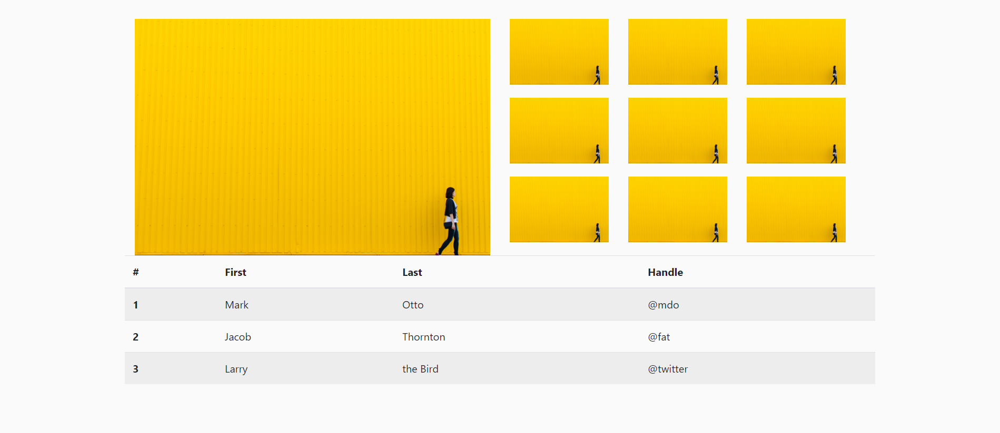 # First Last Handle
1 Mark Otto @mdo
2 Jacob Thornton @fat
3 Larry the Bird @twitter